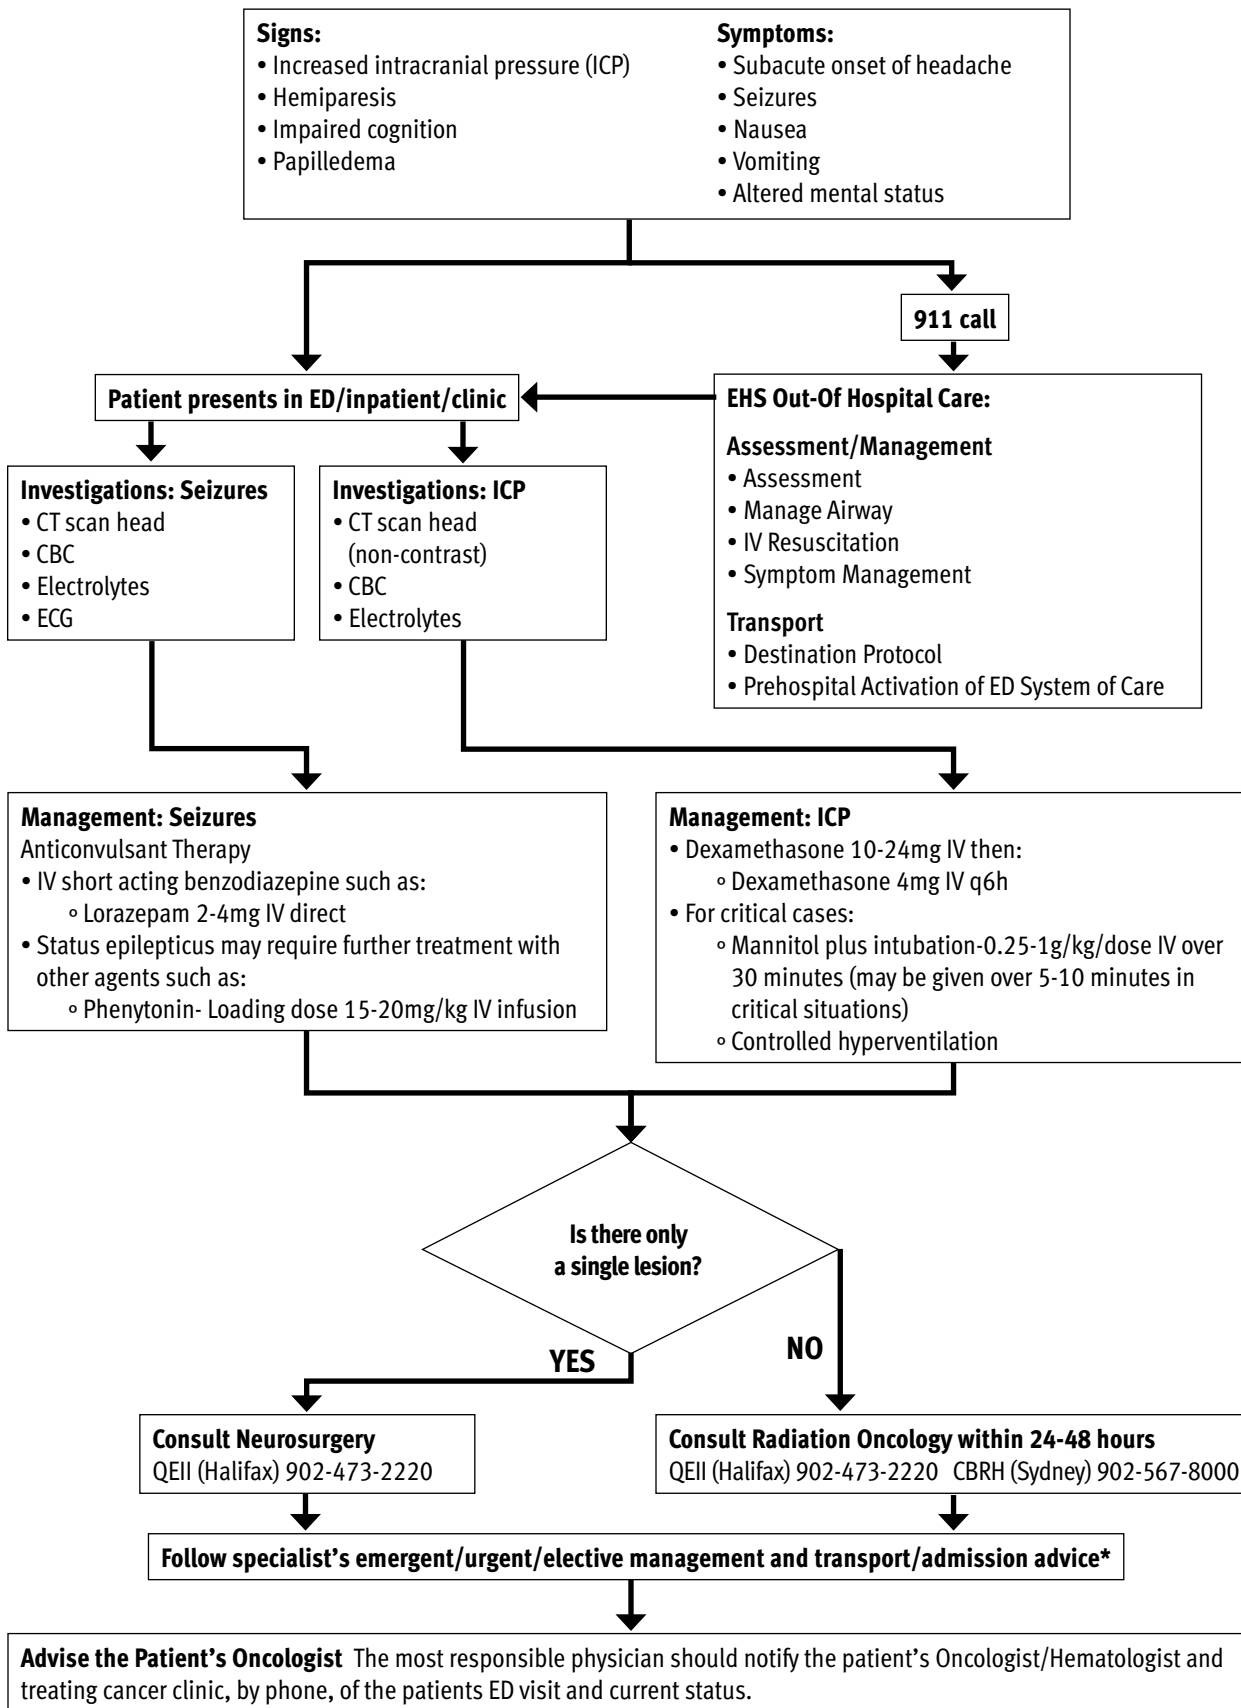 Signs:
• Increased intracranial pressure (ICP)
• Hemiparesis
• Impaired cognition
• Papilledema
Symptoms:
• Subacute onset of headache
• Seizures
• Nausea
• Vomiting
• Altered mental status
911 call
Patient presents in ED/inpatient/clinic
EHS Out-Of Hospital Care:
Assessment/Management
• Assessment
• Manage Airway
• IV Resuscitation
• Symptom Management
Transport
• Destination Protocol
• Prehospital Activation of ED System of Care
Investigations: Seizures
• CT scan head
• CBC
• Electrolytes
• ECG
Investigations: ICP
• CT scan head
(non-contrast)
• CBC
• Electrolytes
Management: Seizures
Anticonvulsant Therapy
• IV short acting benzodiazepine such as:
o Lorazepam 2-4mg IV direct
• Status epilepticus may require further treatment with
other agents such as:
o Phenytonin- Loading dose 15-20mg/kg IV infusion
Management: ICP
• Dexamethasone 10-24mg IV then:
o Dexamethasone 4mg IV q6h
• For critical cases:
o Mannitol plus intubation-0.25-1g/kg/dose IV over
30 minutes (may be given over 5-10 minutes in
critical situations)
o Controlled hyperventilation
Is there only
a single lesion?
YES
NO
Consult Neurosurgery
QEII (Halifax) 902-473-2220
Consult Radiation Oncology within 24-48 hours
QEII (Halifax) 902-473-2220 CBRH (Sydney) 902-567-8000
Follow specialist's emergent/urgent/elective management and transport/admission advice*
Advise the Patient's Oncologist The most responsible physician should notify the patient's Oncologist/Hematologist and
treating cancer clinic, by phone, of the patients ED visit and current status.